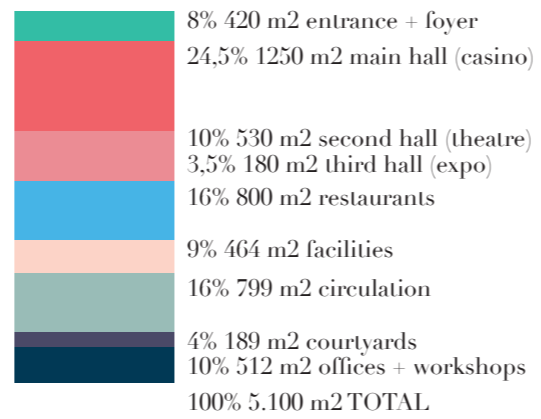 8% 420 m2 entrance + foyer
24,5% 1250 m2 main hall (casino)
10% 530 m2 second hall (theatre)
3,5% 180 m2 third hall (expo)
16% 800 m2 restaurants
9% 464 m2 facilities
16% 799 m2 circulation
4% 189 m2 courtyards
10% 512 m2 offices + workshops
100% 5.100 m2 TOTAL